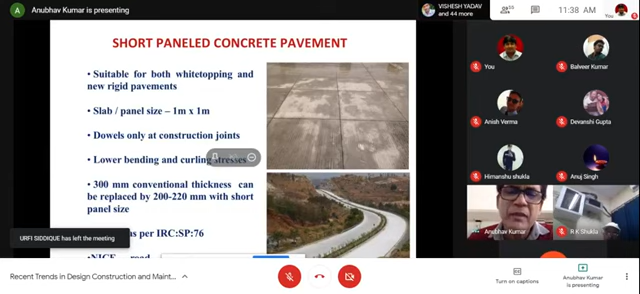 A Anubhav Kumar is presenting
VISHESH YADAV
and 44 more
11:38 AM
You
SHORT PANELED CONCRETE PAVEMENT
• Suitable for both whitetopping and
new rigid pavements
• Slab / panel size – 1m x 1m
• Dowels only at construction joints
• Lower bending and curling stresses
• 300 mm conventional thickness can
be replaced by 200-220 mm with short
panel size
as per IRC:SP:76
URFI SIDDIQUE has left the meeting
You
Balveer Kumar
Anish Verma
Devanshi Gupta
Himanshu shukla
Anuj Singh
Anubhav Kumar
R K Shukla
Recent Trends in Design Construction and Maint...
Turn on captions
Anubhav Kumar
is presenting